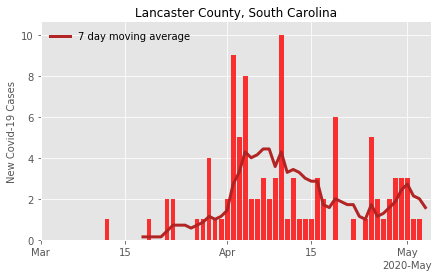 Lancaster County, South Carolina
7 day moving average
New Covid-19 Cases
10
8
6
4
2
0
Mar 15 Apr 15 May
2020-May